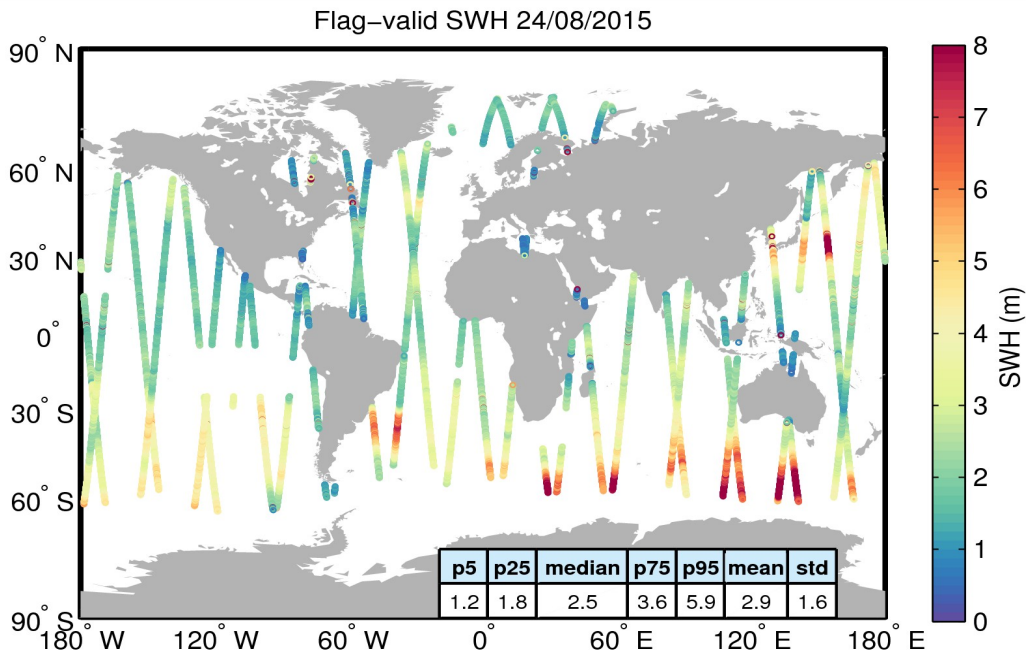 Flag−valid SWH 24/08/2015
90° N
60° N
30° N
0°
30° S
60° S
90° S
180° W
120° W
60° W
0°
60° E
120° E
180° E
8
7
6
5
4
3
2
1
0
SWH (m)
p5 p25 median p75 p95 mean std
1.2 1.8 2.5 3.6 5.9 2.9 1.6